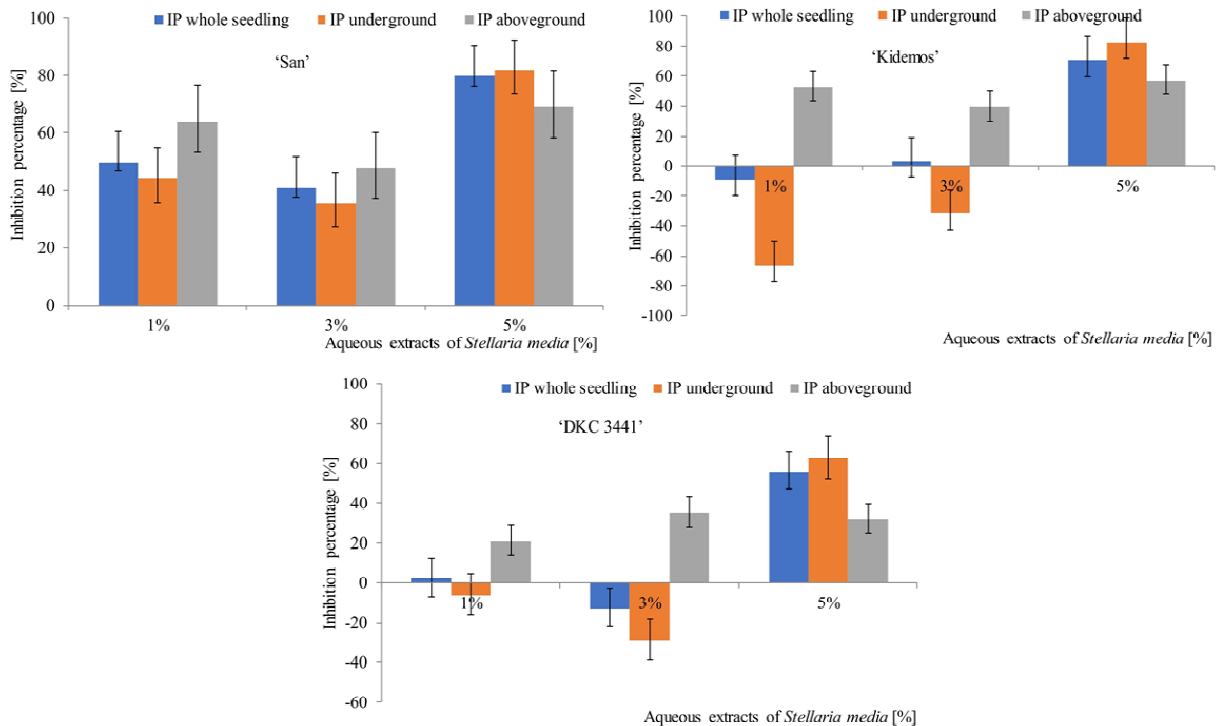 IP whole seedling IP underground IP aboveground
'San'
Inhibition percentage [%]
100
80
60
40
20
0
1% 3% 5%
Aqueous extracts of Stellaria media [%]
IP whole seedling IP underground IP aboveground
'Kidemos'
Inhibition percentage [%]
100
80
60
40
20
0
-20
-40
-60
-80
-100
1% 3% 5%
Aqueous extracts of Stellaria media [%]
IP whole seedling IP underground IP aboveground
'DKC 3441'
Inhibition percentage [%]
100
80
60
40
20
0
-20
-40
-60
1% 3% 5%
Aqueous extracts of Stellaria media [%]